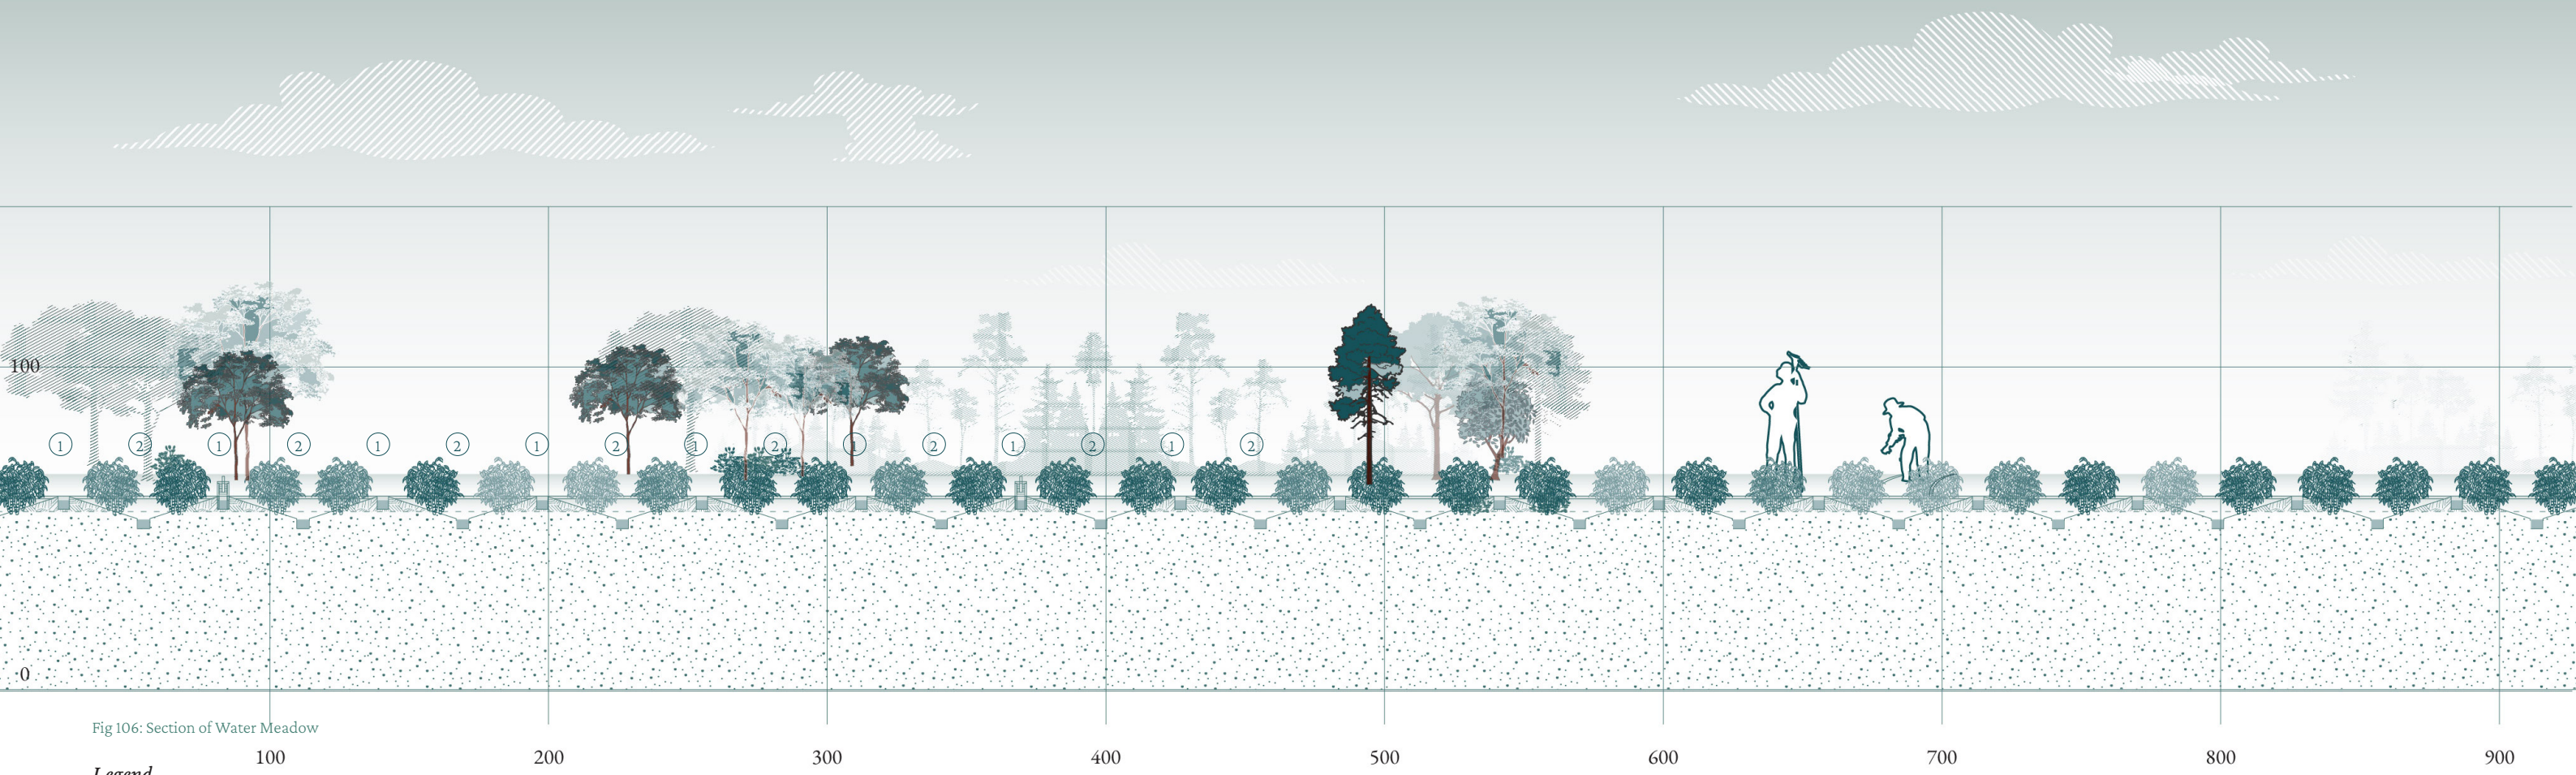 100
1 2 1 2 1 2 1 2 1 2 1 2 1 2 1 2
0
Fig 106: Section of Water Meadow
100 200 300 400 500 600 700 800 900
Legend